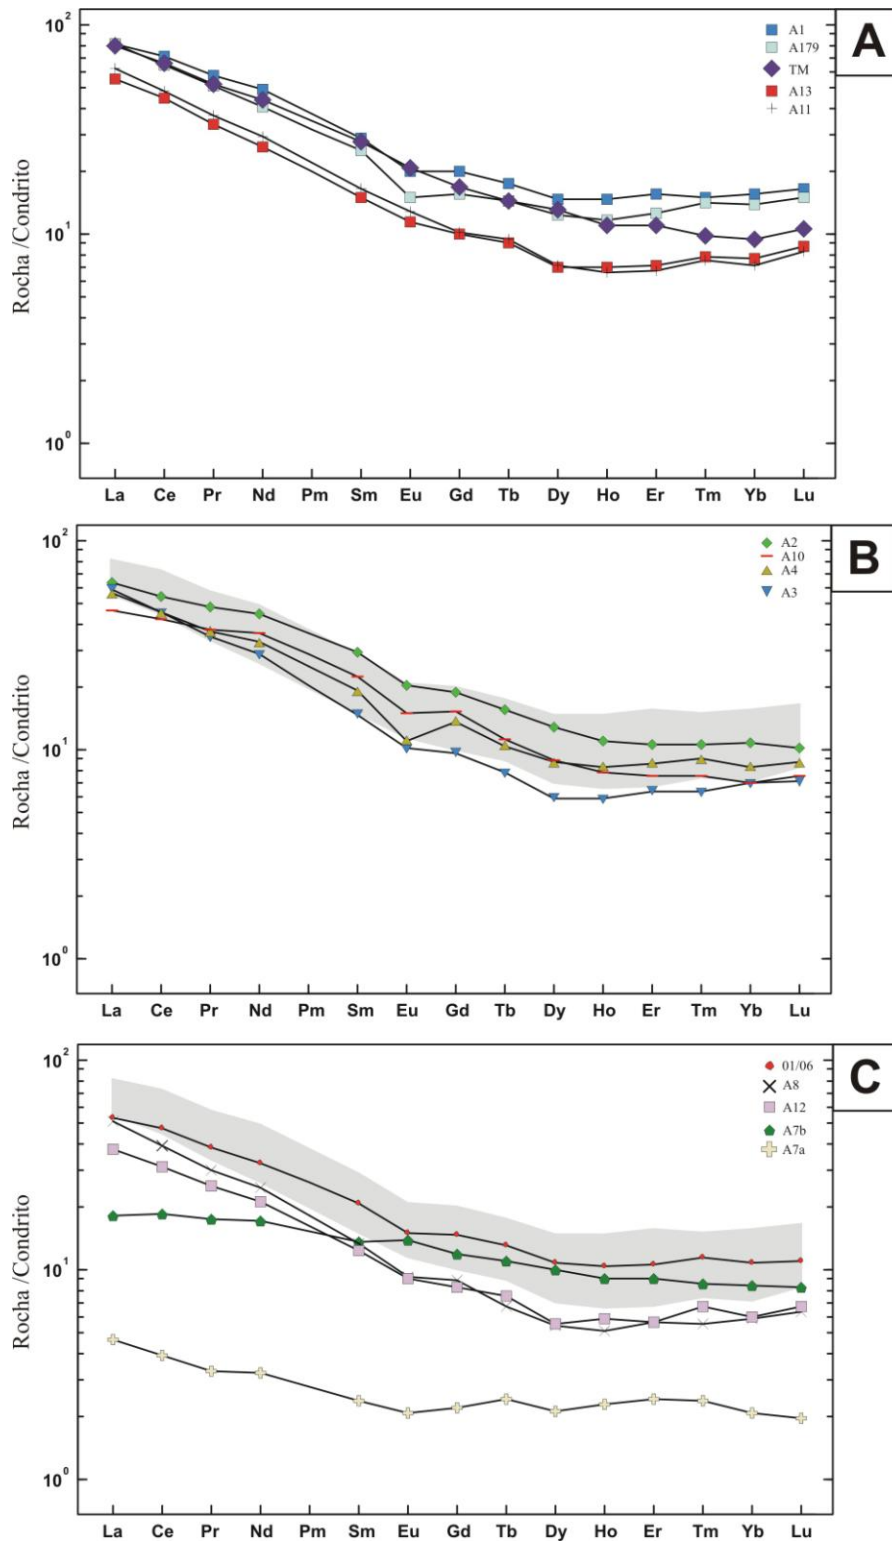 A
10²
A1
A179
TM
A13
A11
10¹
Rocha /Condrito
10⁰
La Ce Pr Nd Pm Sm Eu Gd Tb Dy Ho Er Tm Yb Lu
B
10²
A2
A10
A4
A3
10¹
Rocha /Condrito
10⁰
La Ce Pr Nd Pm Sm Eu Gd Tb Dy Ho Er Tm Yb Lu
C
10²
01/06
A8
A12
A7b
A7a
10¹
Rocha /Condrito
10⁰
La Ce Pr Nd Pm Sm Eu Gd Tb Dy Ho Er Tm Yb Lu